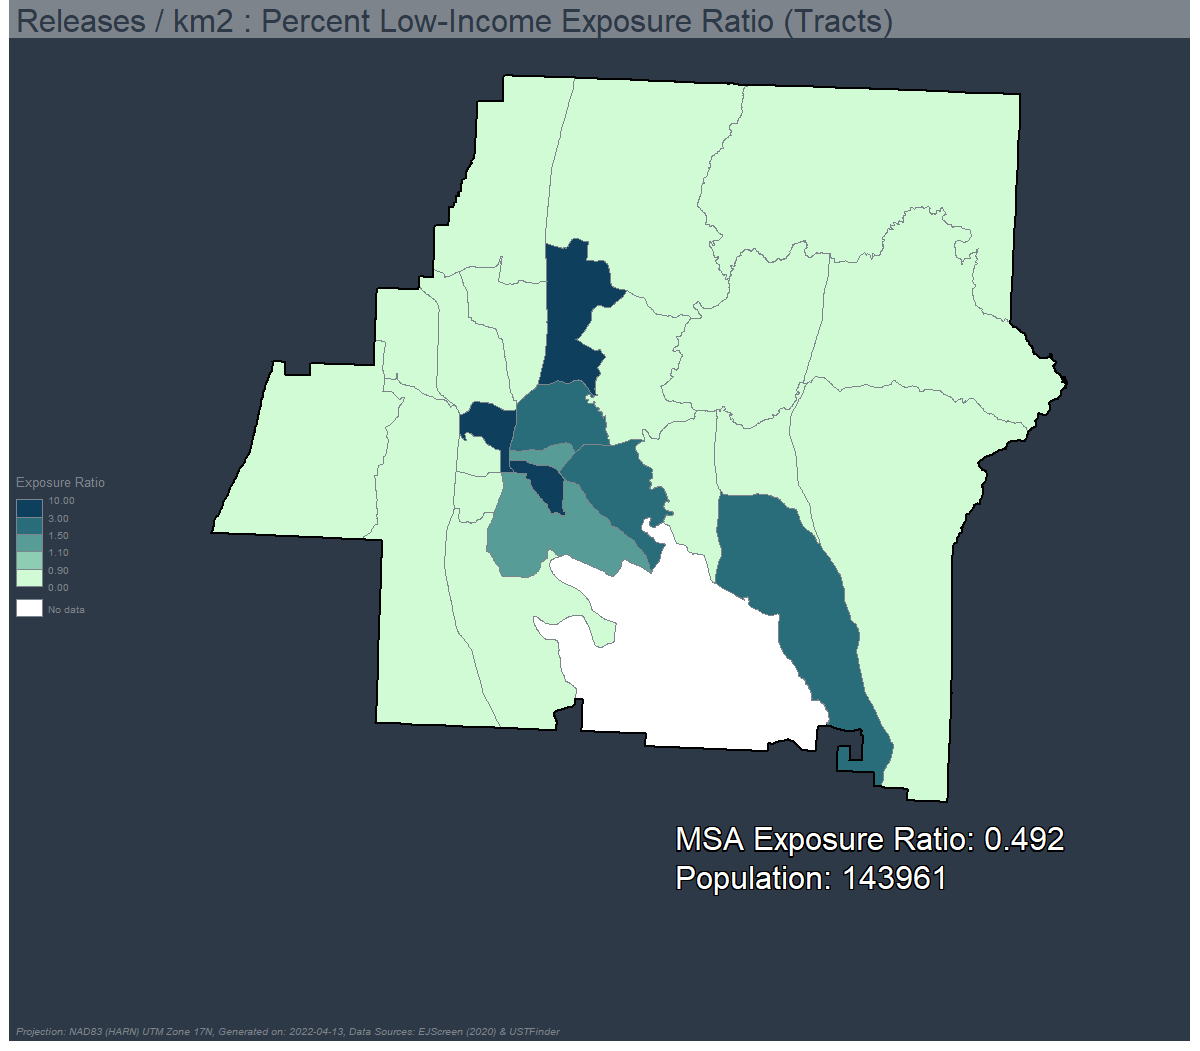 Releases / km2 : Percent Low-Income Exposure Ratio (Tracts)
Exposure Ratio
10.00
3.00
1.50
1.10
0.90
0.00
No data
MSA Exposure Ratio: 0.492
Population: 143961
Projection: NAD83 (HARN) UTM Zone 17N, Generated on: 2022-04-13, Data Sources: EJScreen (2020) & USTFinder